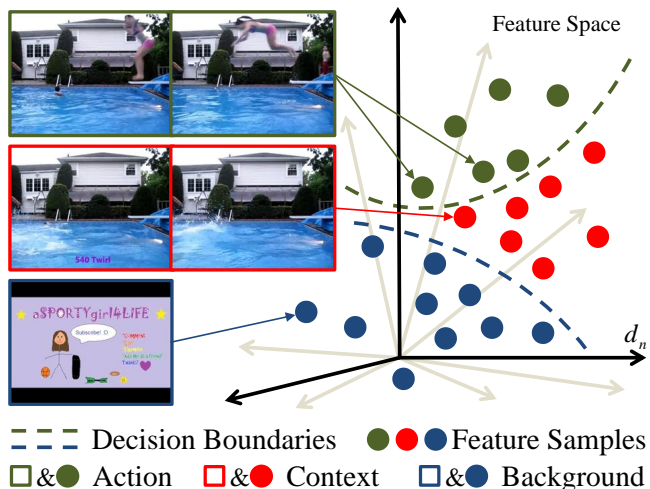 Feature Space
540 Twirl
aSPORTYgirl4LIFE
Subscribe! :D
d_n
Decision Boundaries
Feature Samples
& Action
& Context
& Background